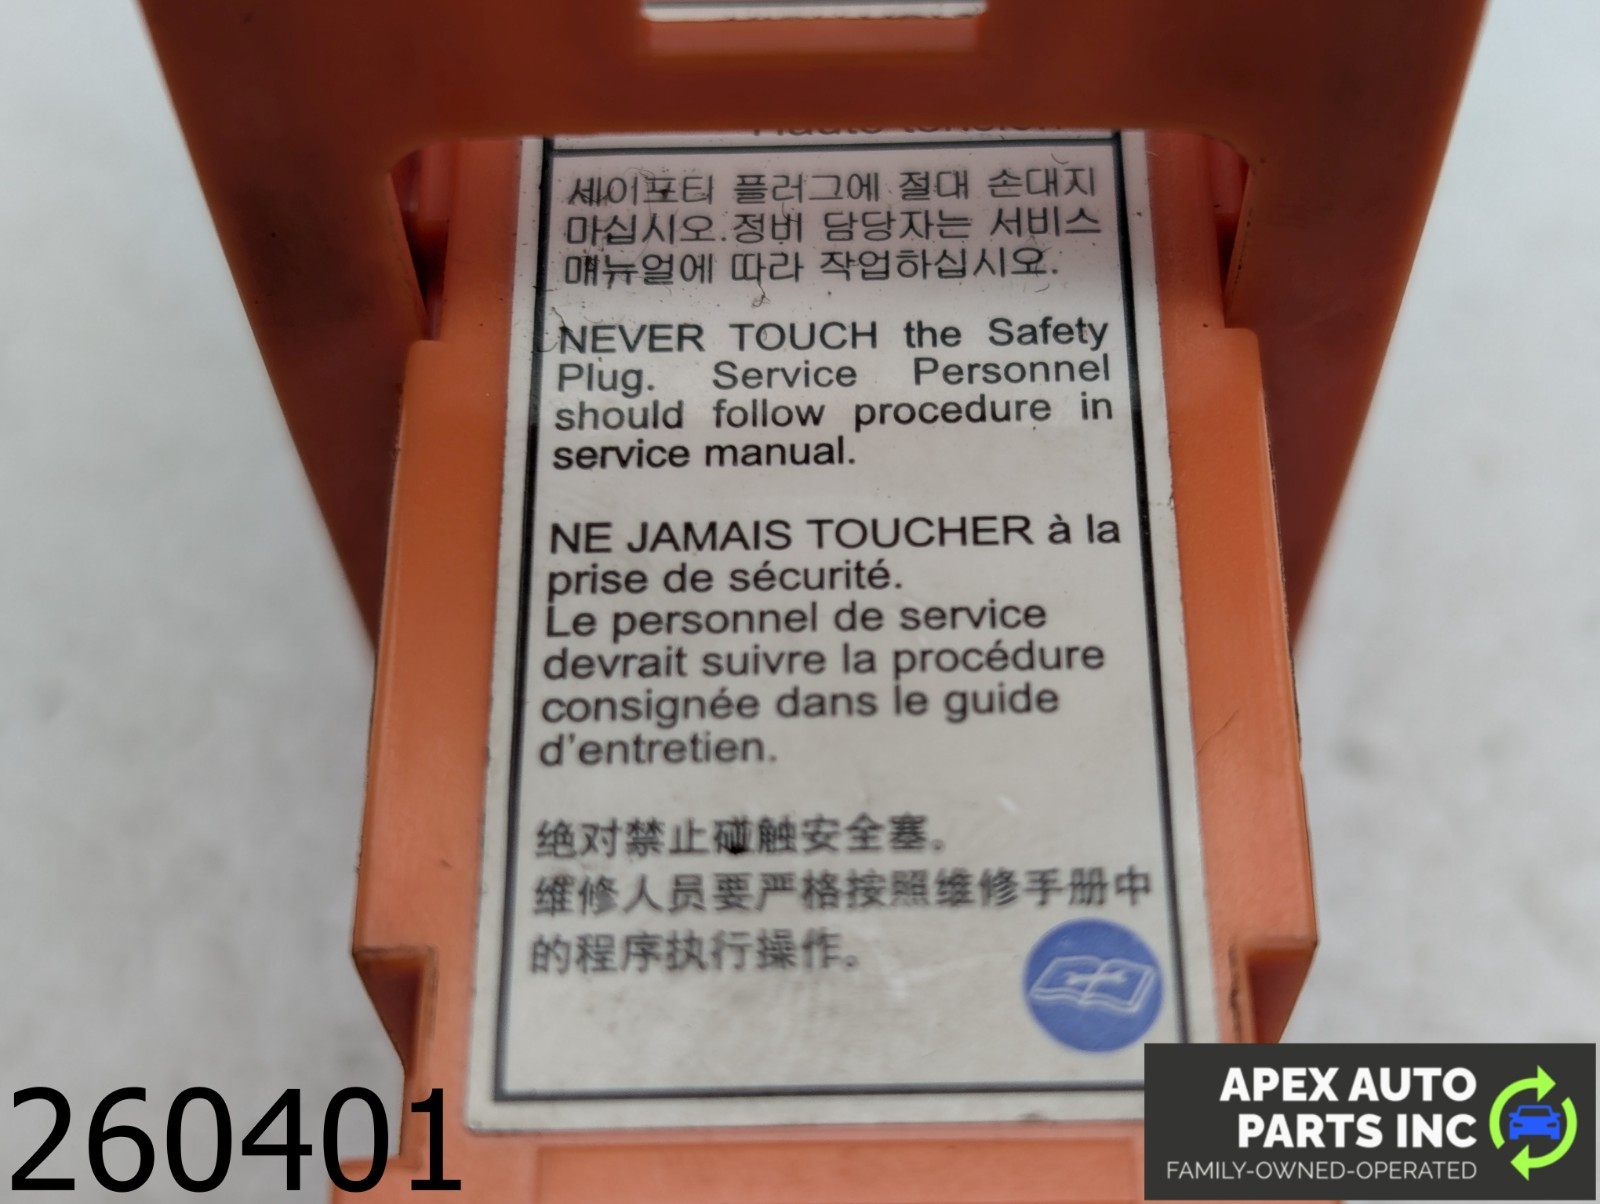 Haute tension
세이프티 플러그에 절대 손대지
마십시오.정비 담당자는 서비스
매뉴얼에 따라 작업하십시오.
NEVER TOUCH the Safety
Plug. Service Personnel
should follow procedure in
service manual.
NE JAMAIS TOUCHER à la
prise de sécurité.
Le personnel de service
devrait suivre la procédure
consignée dans le guide
d'entretien.
绝对禁止碰触安全塞。
维修人员要严格按照维修手册中
的程序执行操作。
260401
APEX AUTO
PARTS INC
FAMILY-OWNED-OPERATED